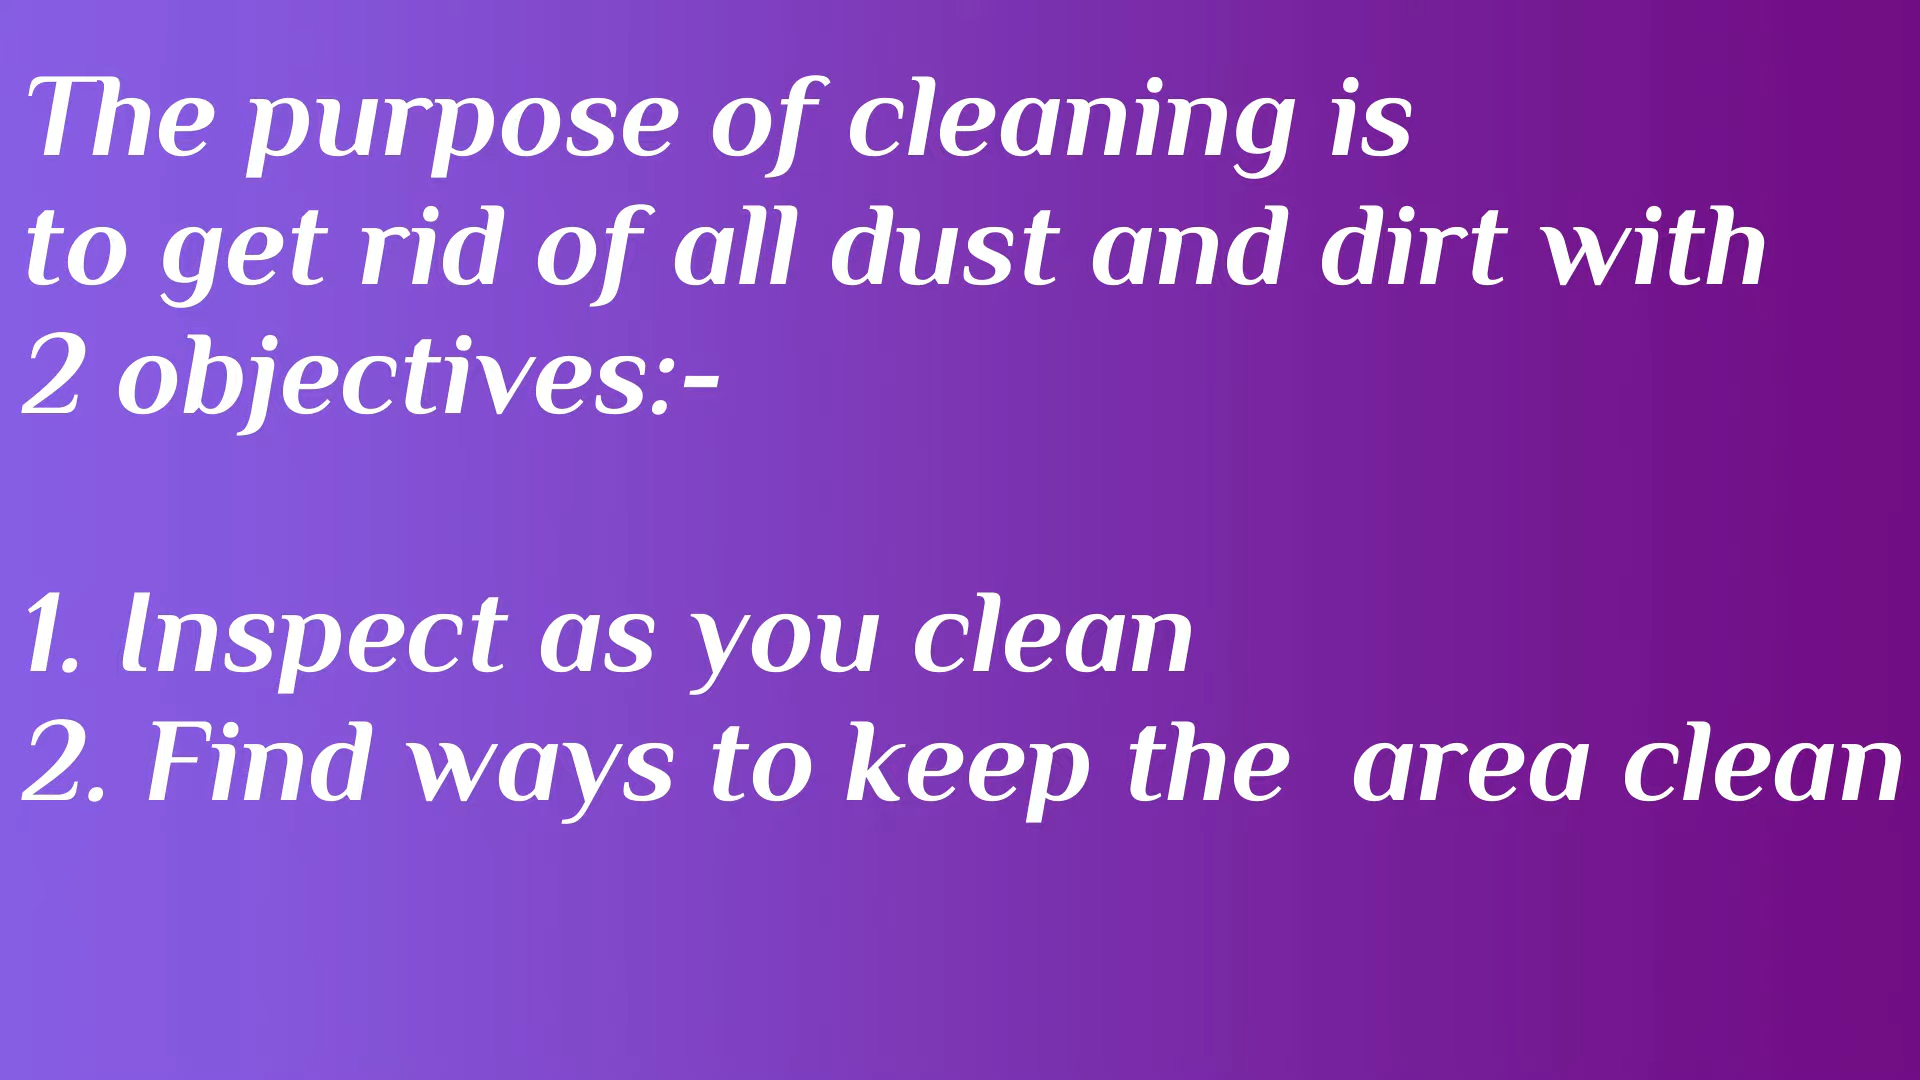 The purpose of cleaning is
to get rid of all dust and dirt with
2 objectives:-
1. Inspect as you clean
2. Find ways to keep the  area clean